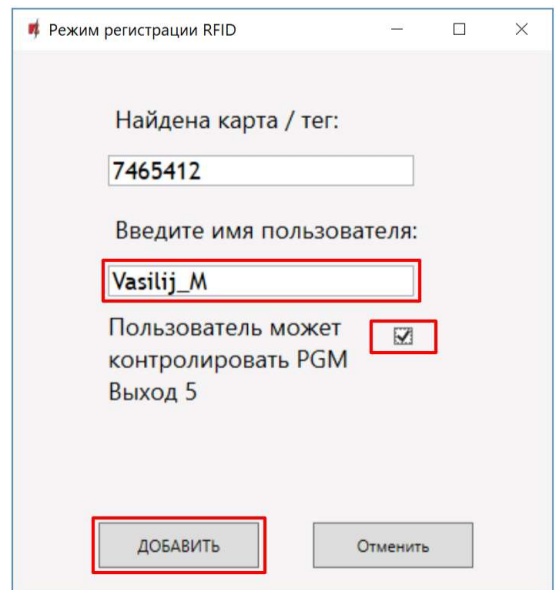 Режим регистрации RFID
Найдена карта / тег:
7465412
Введите имя пользователя:
Vasilij_M
Пользователь может
контролировать PGM
Выход 5
ДОБАВИТЬ
Отменить